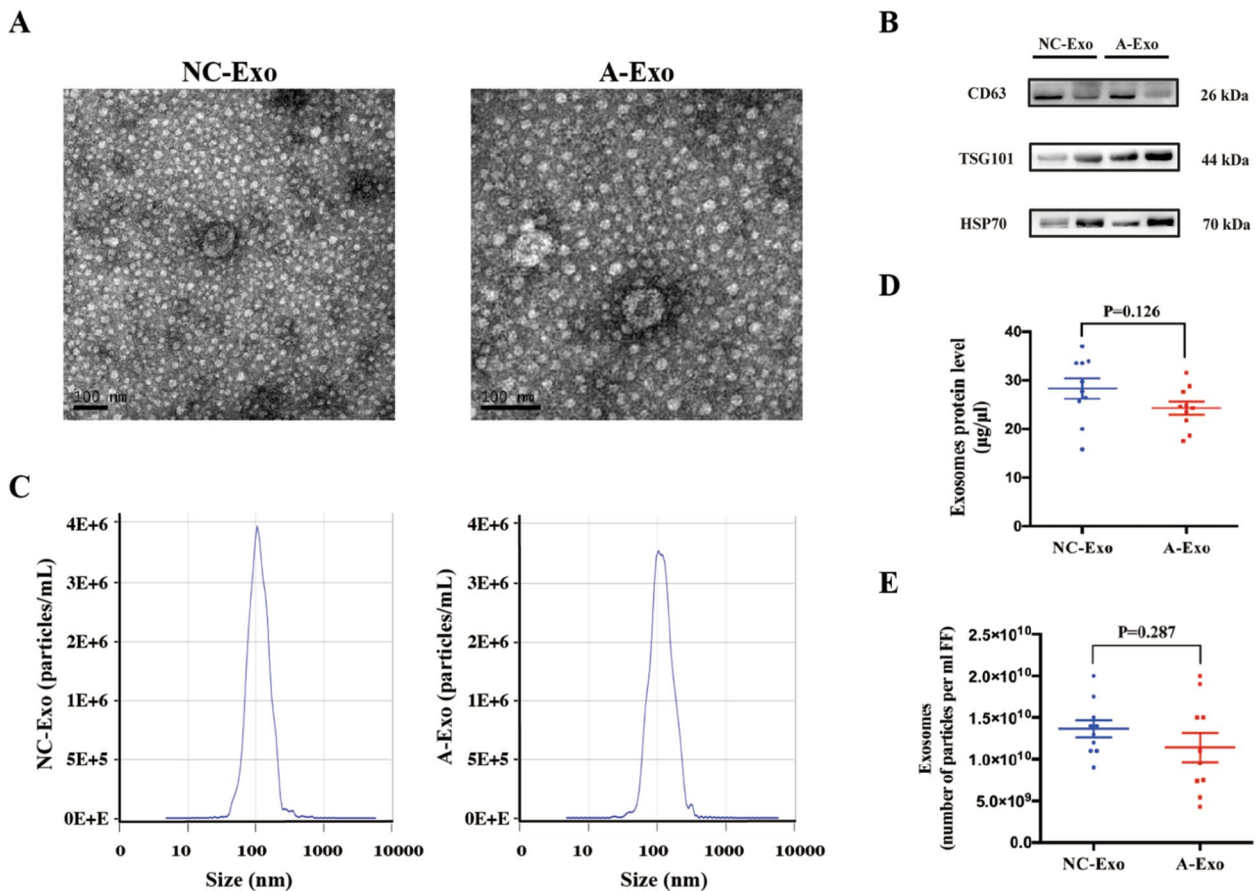 A
NC-Exo
A-Exo
100 nm
100 nm
B
NC-Exo A-Exo
CD63 26 kDa
TSG101 44 kDa
HSP70 70 kDa
C
NC-Exo (particles/mL)
4E+6
3E+6
2E+6
1E+6
5E+5
0E+E
0 10 100 1000 10000
Size (nm)
A-Exo (particles/mL)
4E+6
3E+6
2E+6
1E+6
5E+5
0E+E
0 10 100 1000 10000
Size (nm)
D
P=0.126
Exosomes protein level
(μg/μl)
40
30
20
10
0
NC-Exo A-Exo
E
P=0.287
Exosomes
(number of particles per ml FF)
2.5×10¹⁰
2.0×10¹⁰
1.5×10¹⁰
1.0×10¹⁰
5.0×10⁹
0.0
NC-Exo A-Exo